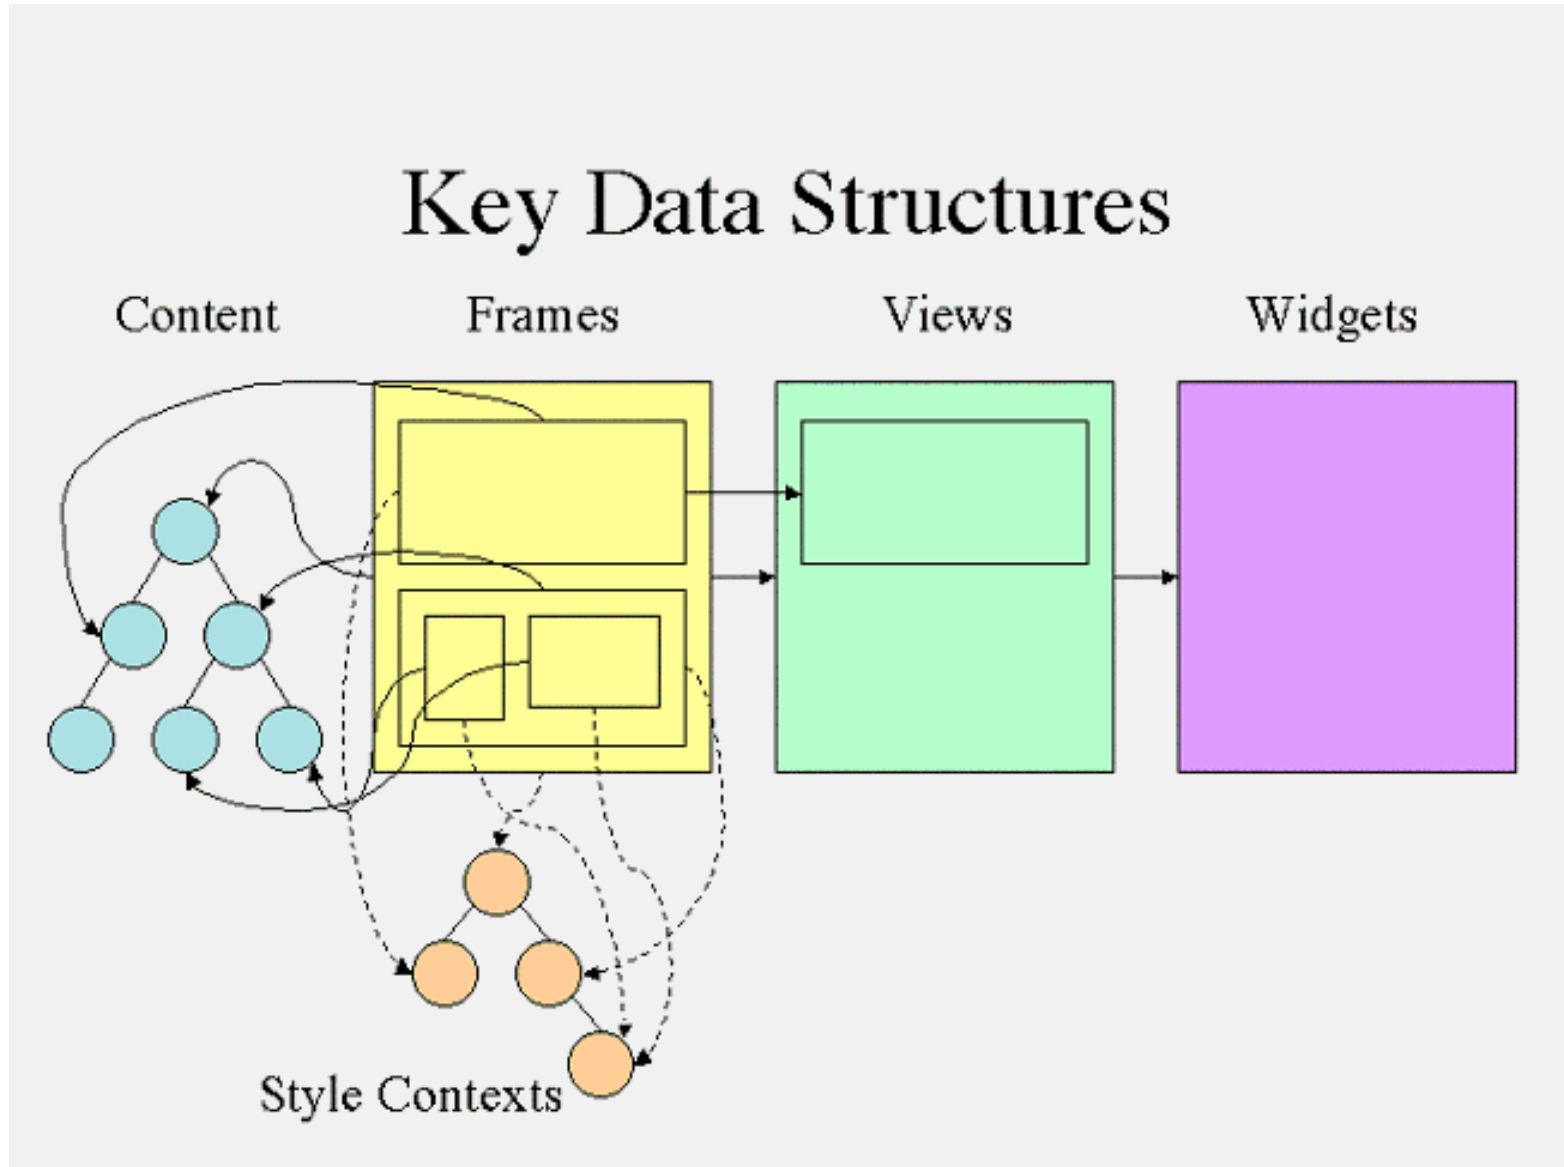 Key Data Structures
Content
Frames
Views
Widgets
Style Contexts